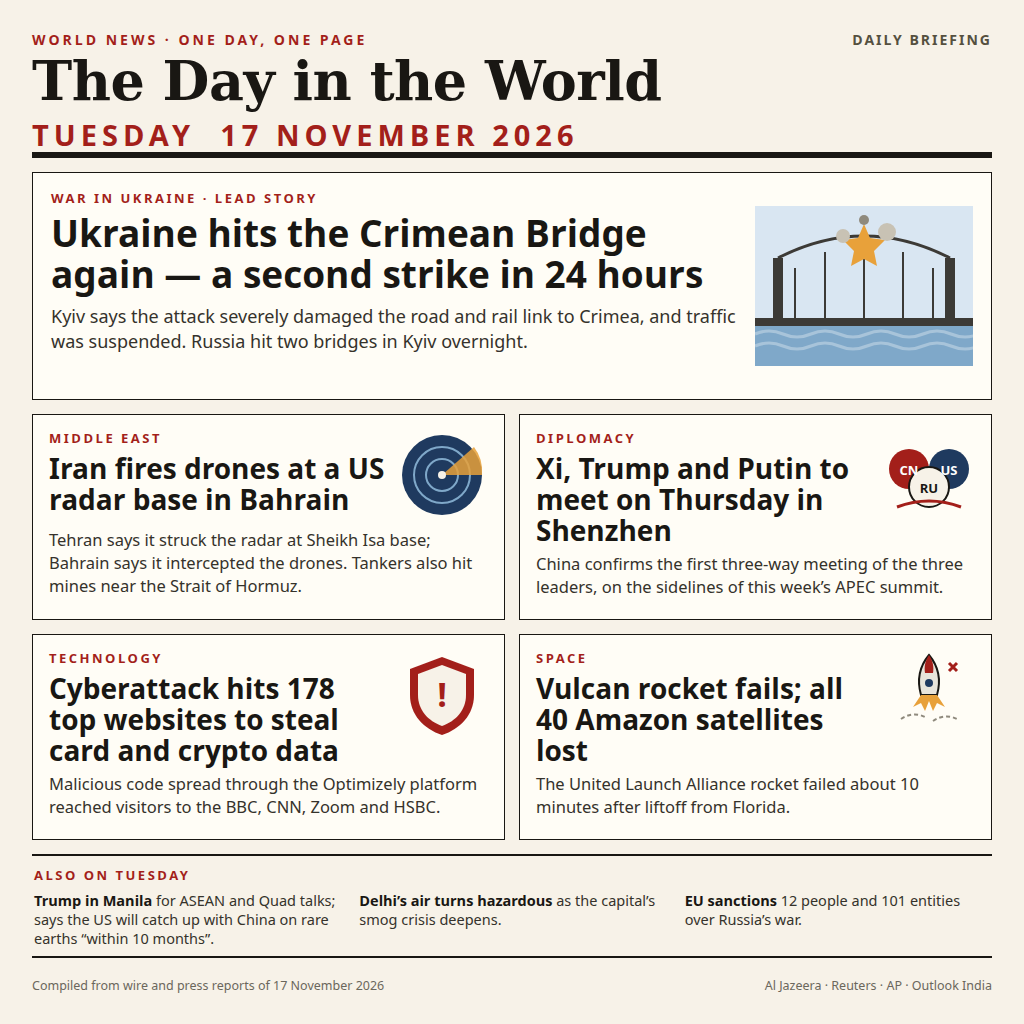 WORLD NEWS · ONE DAY, ONE PAGE
DAILY BRIEFING
The Day in the World
TUESDAY 17 NOVEMBER 2026
WAR IN UKRAINE · LEAD STORY
Ukraine hits the Crimean Bridge
again — a second strike in 24 hours
Kyiv says the attack severely damaged the road and rail link to Crimea, and traffic
was suspended. Russia hit two bridges in Kyiv overnight.
MIDDLE EAST
Iran fires drones at a US
radar base in Bahrain
Tehran says it struck the radar at Sheikh Isa base;
Bahrain says it intercepted the drones. Tankers also hit
mines near the Strait of Hormuz.
DIPLOMACY
Xi, Trump and Putin to
meet on Thursday in
Shenzhen
CN
US
RU
China confirms the first three-way meeting of the three
leaders, on the sidelines of this week’s APEC summit.
TECHNOLOGY
Cyberattack hits 178
top websites to steal
card and crypto data
!
Malicious code spread through the Optimizely platform
reached visitors to the BBC, CNN, Zoom and HSBC.
SPACE
Vulcan rocket fails; all
40 Amazon satellites
lost
The United Launch Alliance rocket failed about 10
minutes after liftoff from Florida.
ALSO ON TUESDAY
Trump in Manila for ASEAN and Quad talks;
says the US will catch up with China on rare
earths “within 10 months”.
Delhi’s air turns hazardous as the capital’s
smog crisis deepens.
EU sanctions 12 people and 101 entities
over Russia’s war.
Compiled from wire and press reports of 17 November 2026
Al Jazeera · Reuters · AP · Outlook India